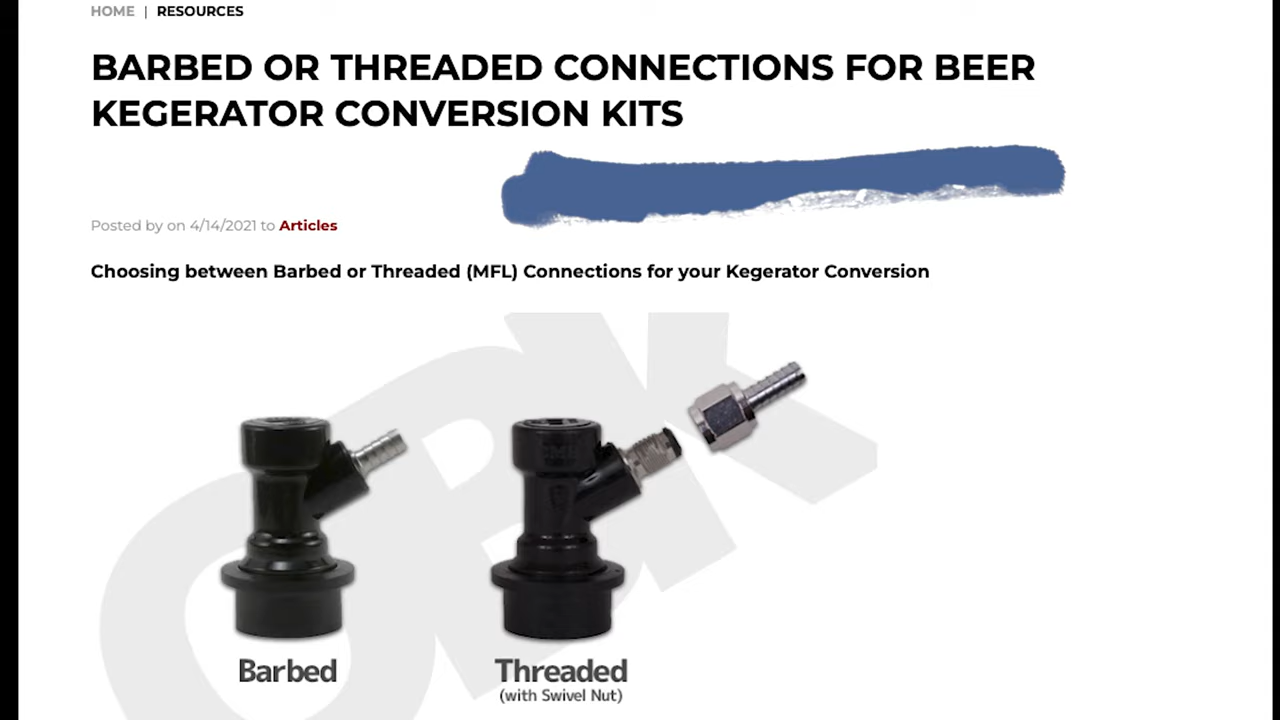 HOME | RESOURCES
BARBED OR THREADED CONNECTIONS FOR BEER
KEGERATOR CONVERSION KITS
Posted by on 4/14/2021 to Articles
Choosing between Barbed or Threaded (MFL) Connections for your Kegerator Conversion
Barbed
Threaded
(with Swivel Nut)